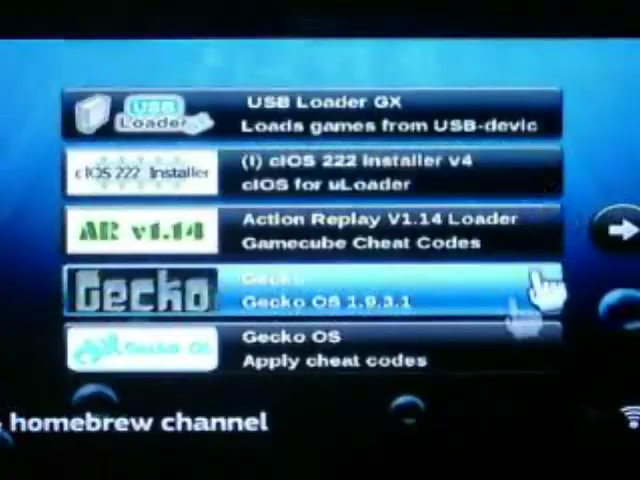 USB
Loader
USB Loader GX
Loads games from USB-devic
cIOS 222 Installer
(I) cIOS 222 Installer v4
cIOS for uLoader
AR v1.14
Action Replay V1.14 Loader
Gamecube Cheat Codes
Gecko
Gecko
Gecko OS 1.9.3.1
Gecko OS
Gecko OS
Apply cheat codes
homebrew channel